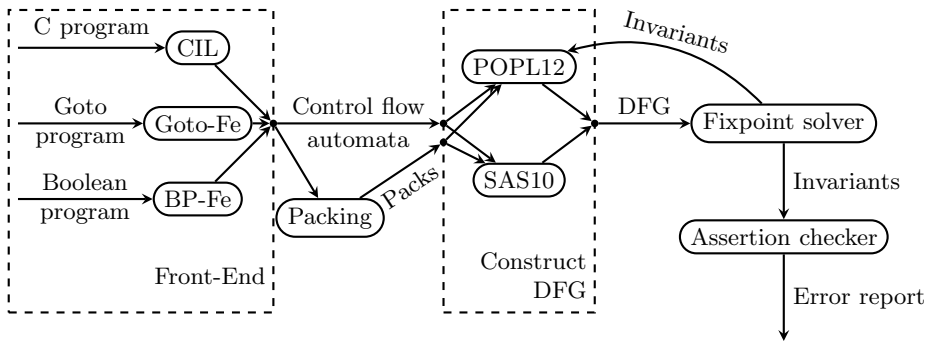 C program
CIL
Goto
program
Goto-Fe
Boolean
program
BP-Fe
Front-End
Control flow
automata
Packing
Packs
POPL12
SAS10
Construct
DFG
DFG
Invariants
Fixpoint solver
Invariants
Assertion checker
Error report